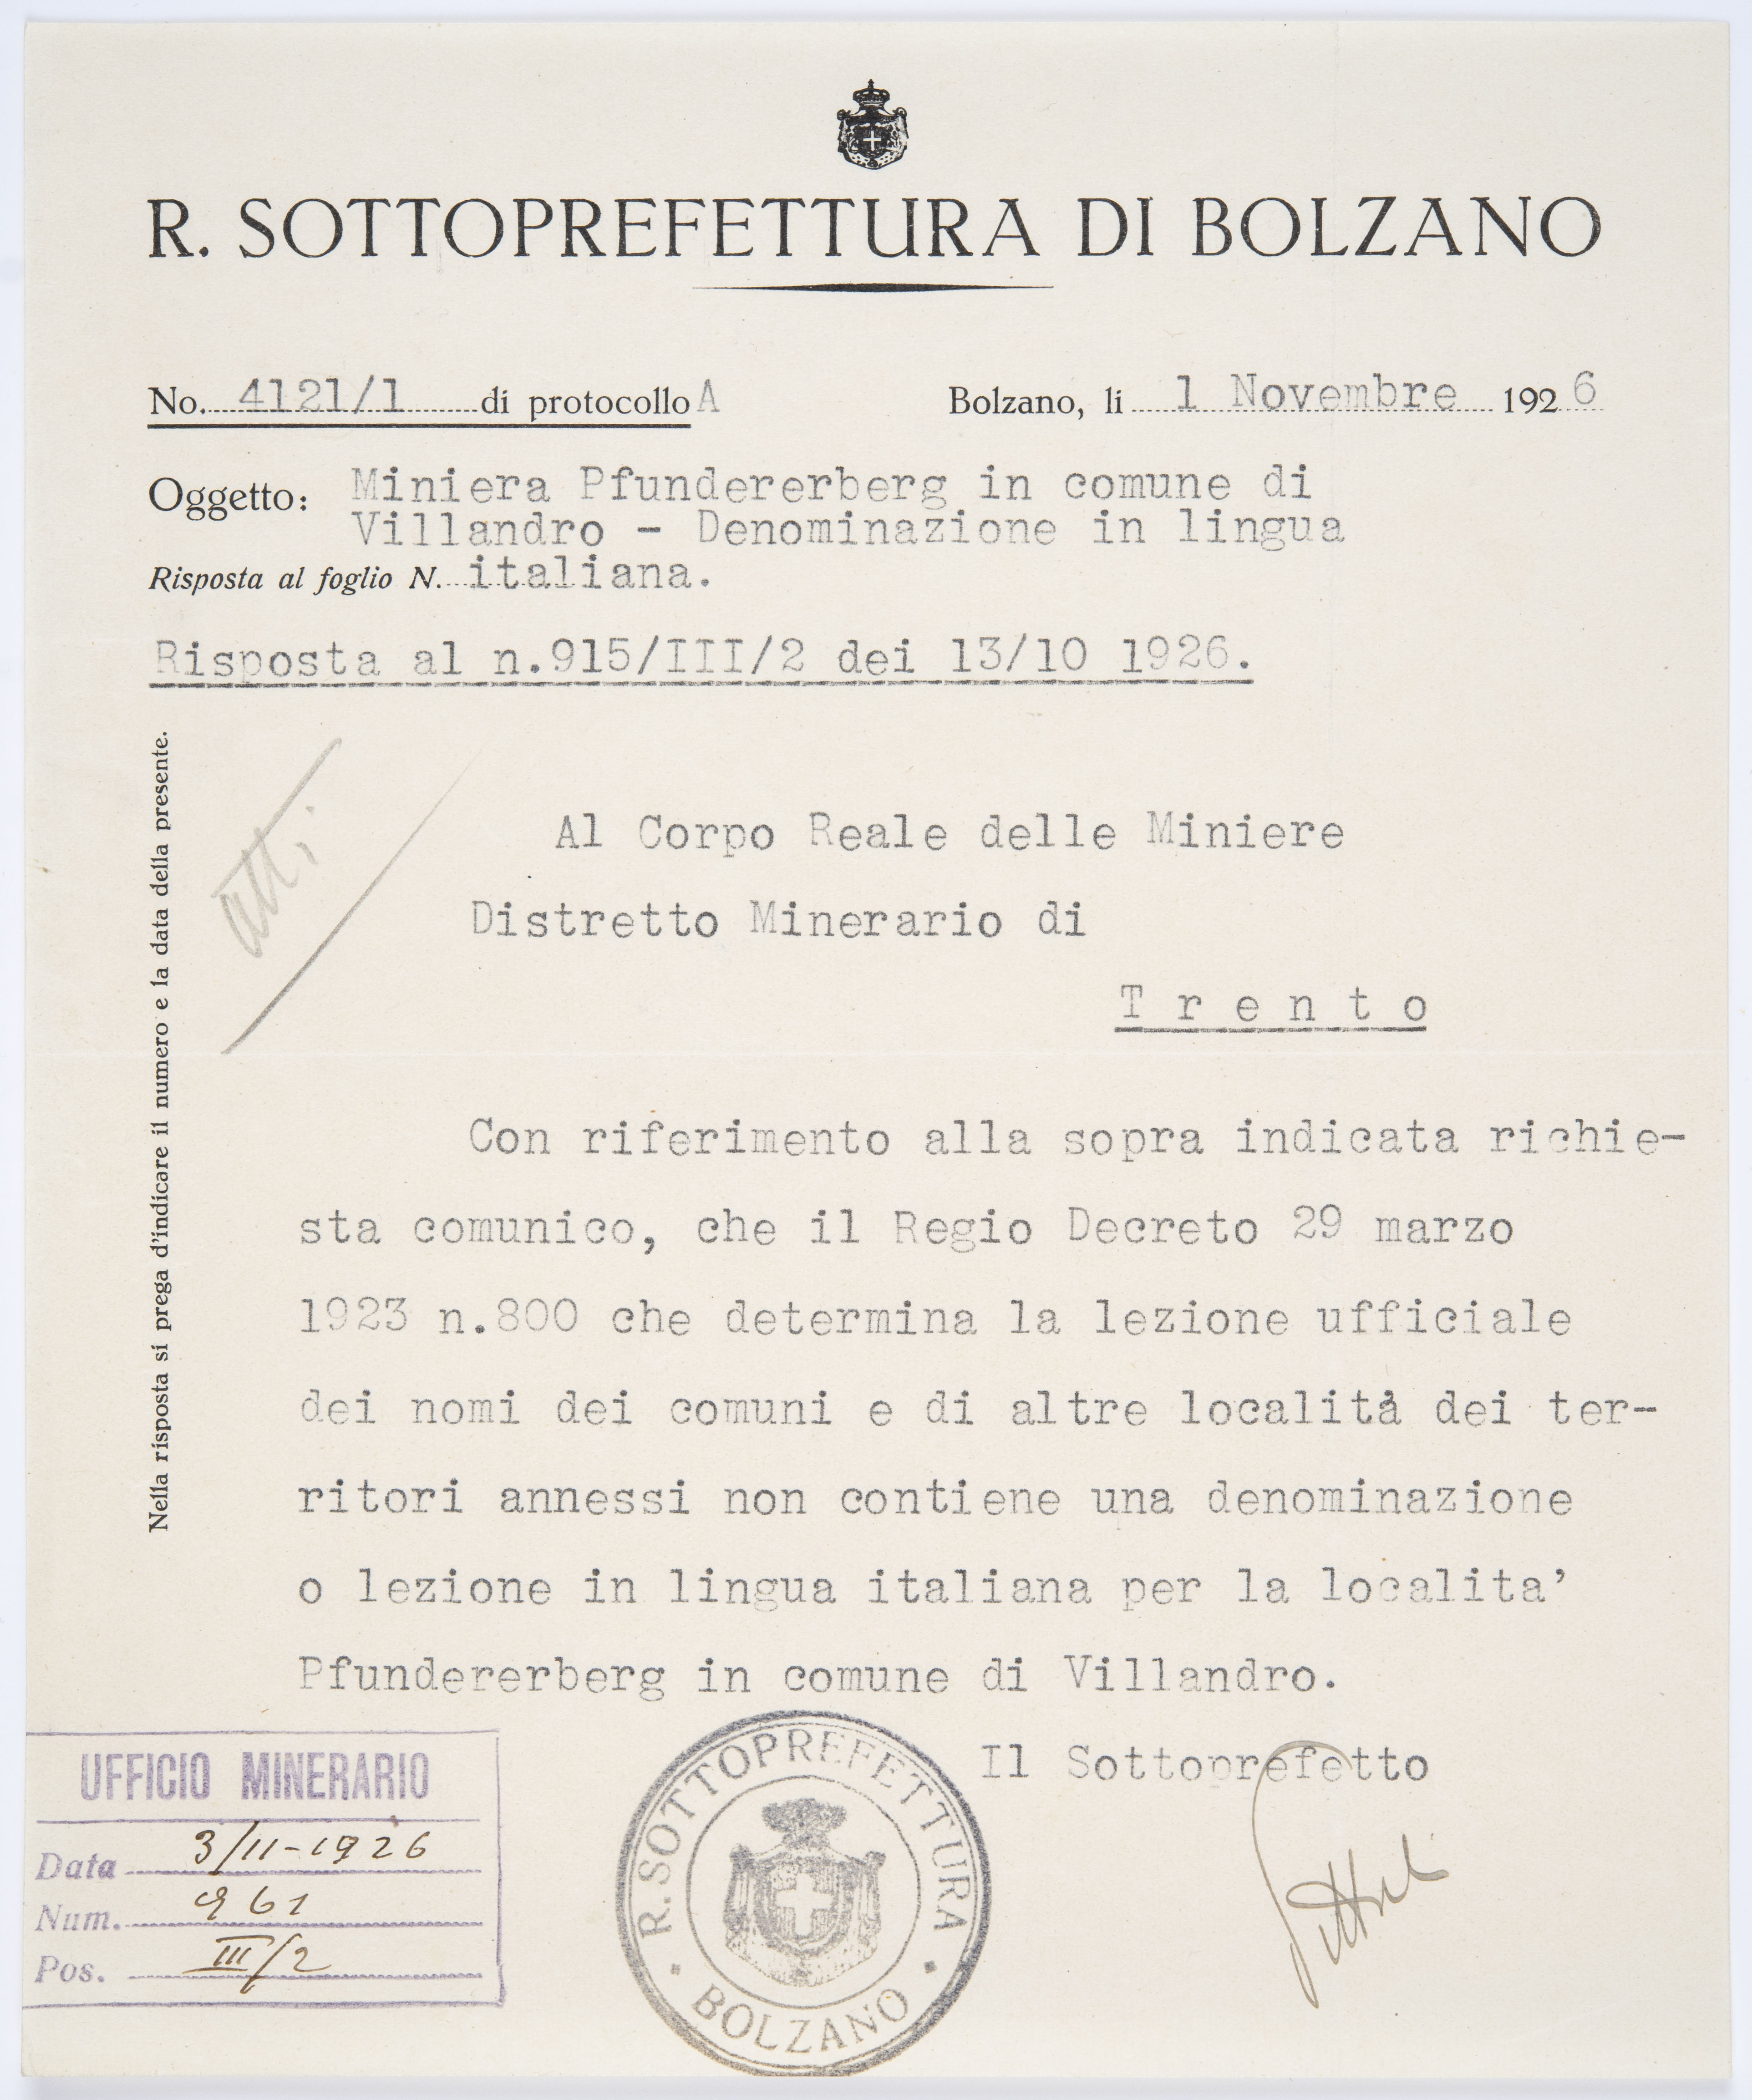 R. SOTTOPREFETTURA DI BOLZANO
No. 4121/1 di protocollo A
Bolzano, li 1 Novembre 1926
Oggetto: Miniera Pfundererberg in comune di
Villandro - Denominazione in lingua
Risposta al foglio N. italiana.
Risposta al n.915/III/2 dei 13/10 1926.
Nella risposta si prega d'indicare il numero e la data della presente.
atti
Al Corpo Reale delle Miniere
Distretto Minerario di
Trento
Con riferimento alla sopra indicata richie-
sta comunico, che il Regio Decreto 29 marzo
1923 n.800 che determina la lezione ufficiale
dei nomi dei comuni e di altre località dei ter-
ritori annessi non contiene una denominazione
o lezione in lingua italiana per la localita'
Pfundererberg in comune di Villandro.
Il Sottoprefetto
UFFICIO MINERARIO
Data 3/11-1926
Num. 961
Pos. III/2
R. SOTTOPREFETTURA
BOLZANO